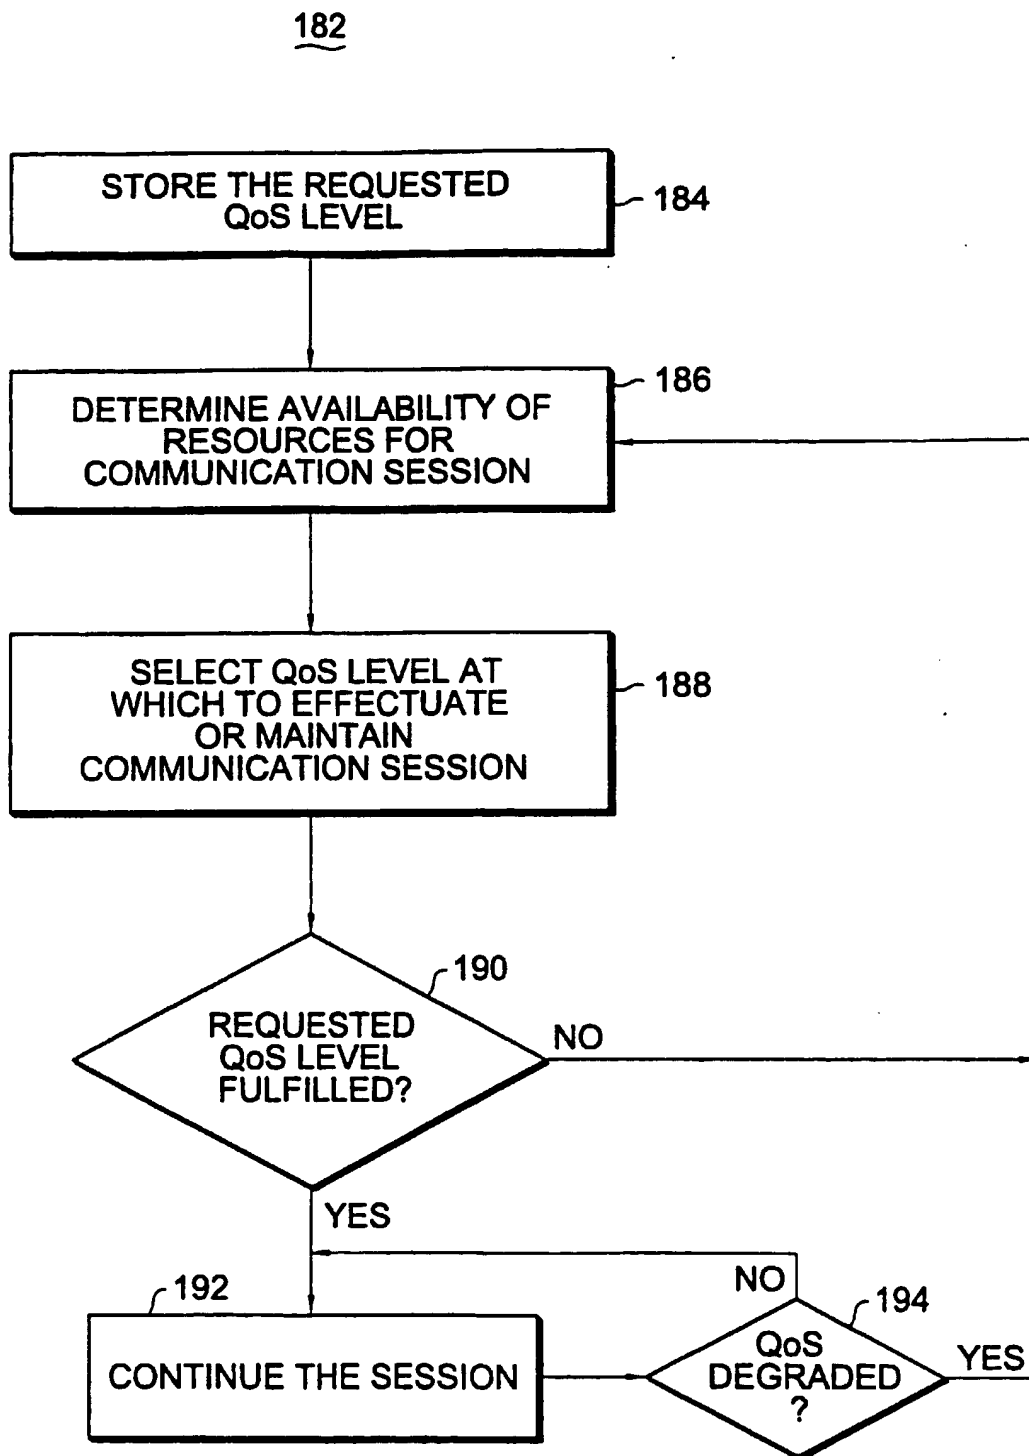 182
STORE THE REQUESTED
QoS LEVEL
184
DETERMINE AVAILABILITY OF
RESOURCES FOR
COMMUNICATION SESSION
186
SELECT QoS LEVEL AT
WHICH TO EFFECTUATE
OR MAINTAIN
COMMUNICATION SESSION
188
190
REQUESTED
QoS LEVEL
FULFILLED?
NO
YES
192
CONTINUE THE SESSION
NO
194
QoS
DEGRADED
?
YES